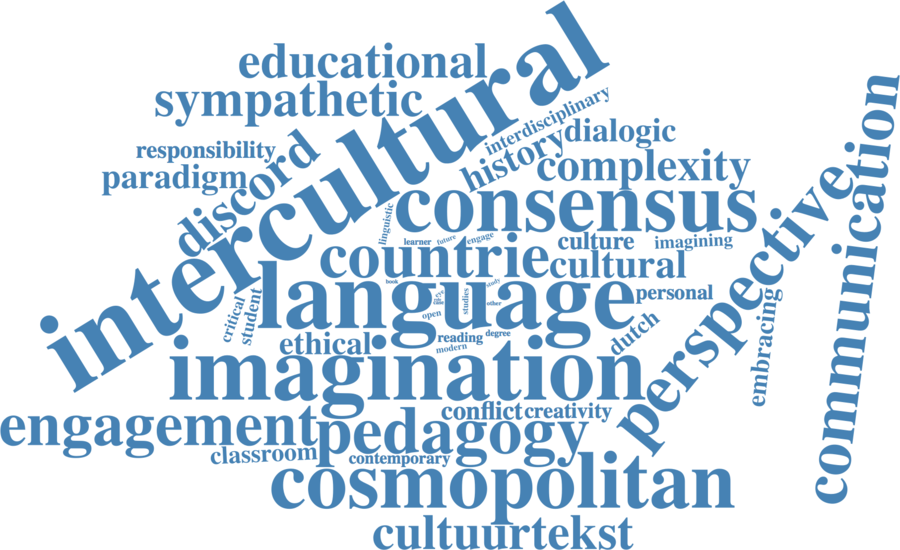 intercultural
educational
sympathetic
interdisciplinary
dialogic
responsibility
discord
history
complexity
paradigm
communication
perspective
consensus
linguistic
learner
future
engage
culture
imagining
countrie
cultural
book
study
language
personal
eye
studies
other
open
critical
student
dutch
embracing
ethical
reading
degree
modern
imagination
conflict
creativity
engagement
pedagogy
classroom
contemporary
cosmopolitan
cultuurtekst